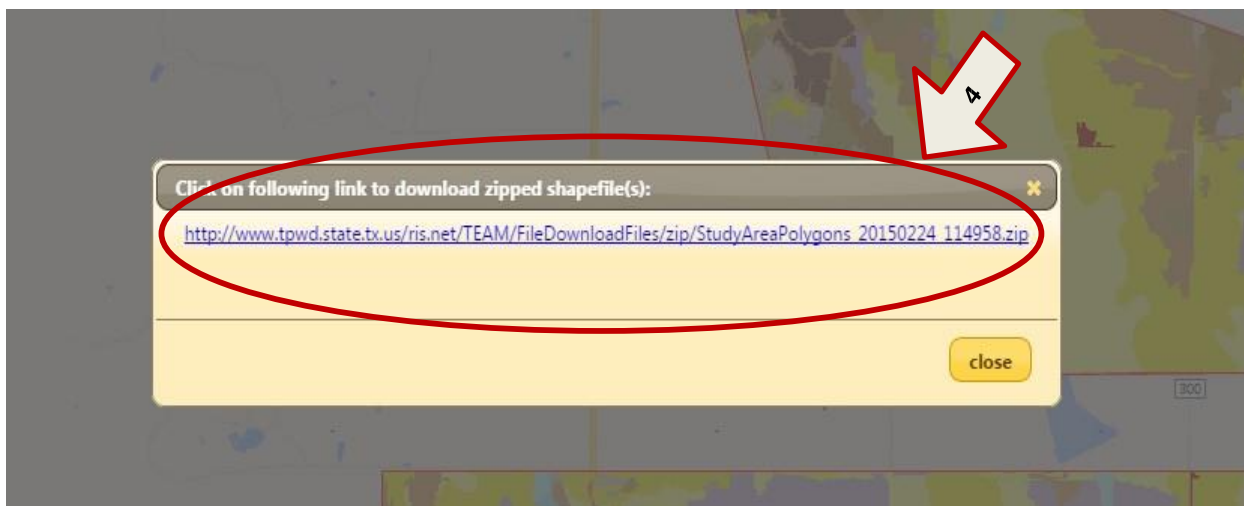 4
Click on following link to download zipped shapefile(s):
http://www.tpwd.state.tx.us/ris.net/TEAM/FileDownloadFiles/zip/StudyAreaPolygons_20150224_114958.zip
close
300